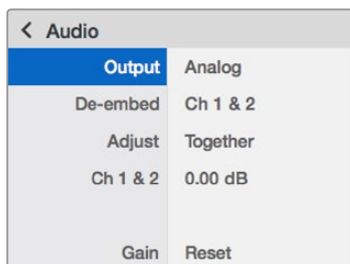 < Audio
Output Analog
De-embed Ch 1 & 2
Adjust Together
Ch 1 & 2 0.00 dB
Gain Reset